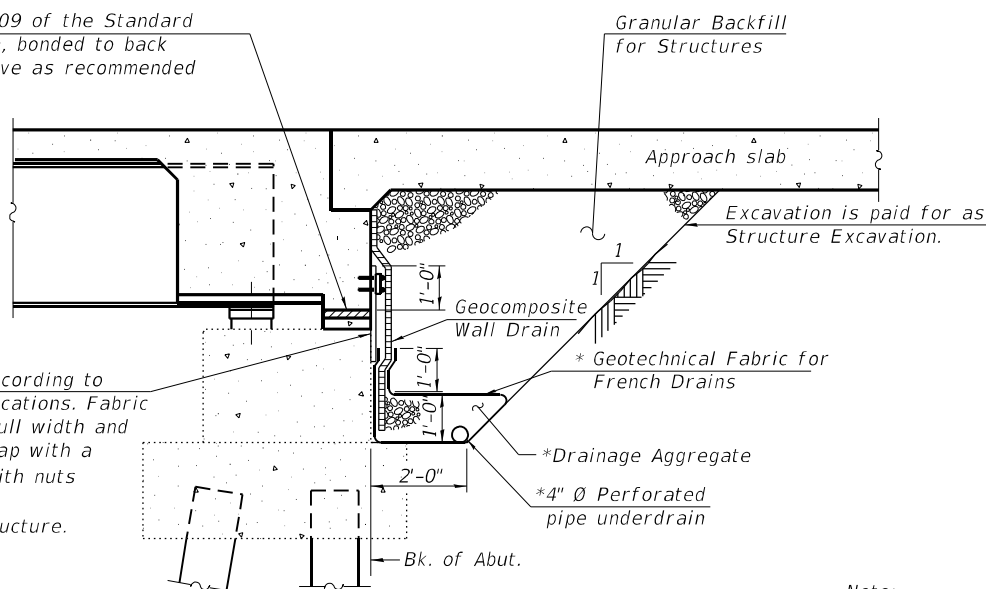 09 of the Standard
, bonded to back
ve as recommended
Granular Backfill
for Structures
Approach slab
Excavation is paid for as
Structure Excavation.
1
1
1'-0"
Geocomposite
Wall Drain
1'-0"
* Geotechnical Fabric for
French Drains
1'-0"
cording to
cations. Fabric
ull width and
ap with a
ith nuts
ucture.
*Drainage Aggregate
2'-0"
*4" Ø Perforated
pipe underdrain
Bk. of Abut.